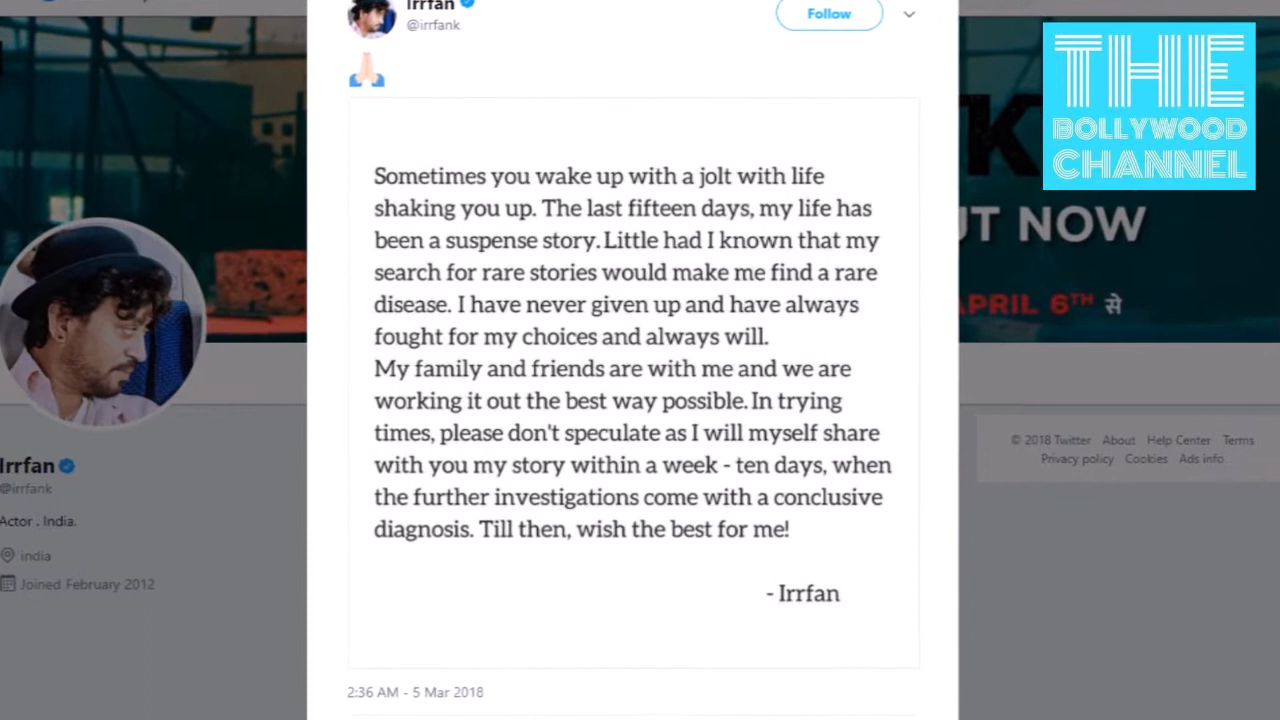 Irrfan
@irrfank
Follow
Sometimes you wake up with a jolt with life
shaking you up. The last fifteen days, my life has
been a suspense story. Little had I known that my
search for rare stories would make me find a rare
disease. I have never given up and have always
fought for my choices and always will.
My family and friends are with me and we are
working it out the best way possible. In trying
times, please don't speculate as I will myself share
with you my story within a week - ten days, when
the further investigations come with a conclusive
diagnosis. Till then, wish the best for me!
- Irrfan
2:36 AM - 5 Mar 2018
Irrfan
@irrfank
Actor . India.
india
Joined February 2012
THE
BOLLYWOOD
CHANNEL
NOW
APRIL 6TH से
© 2018 Twitter About Help Center Terms
Privacy policy Cookies Ads info